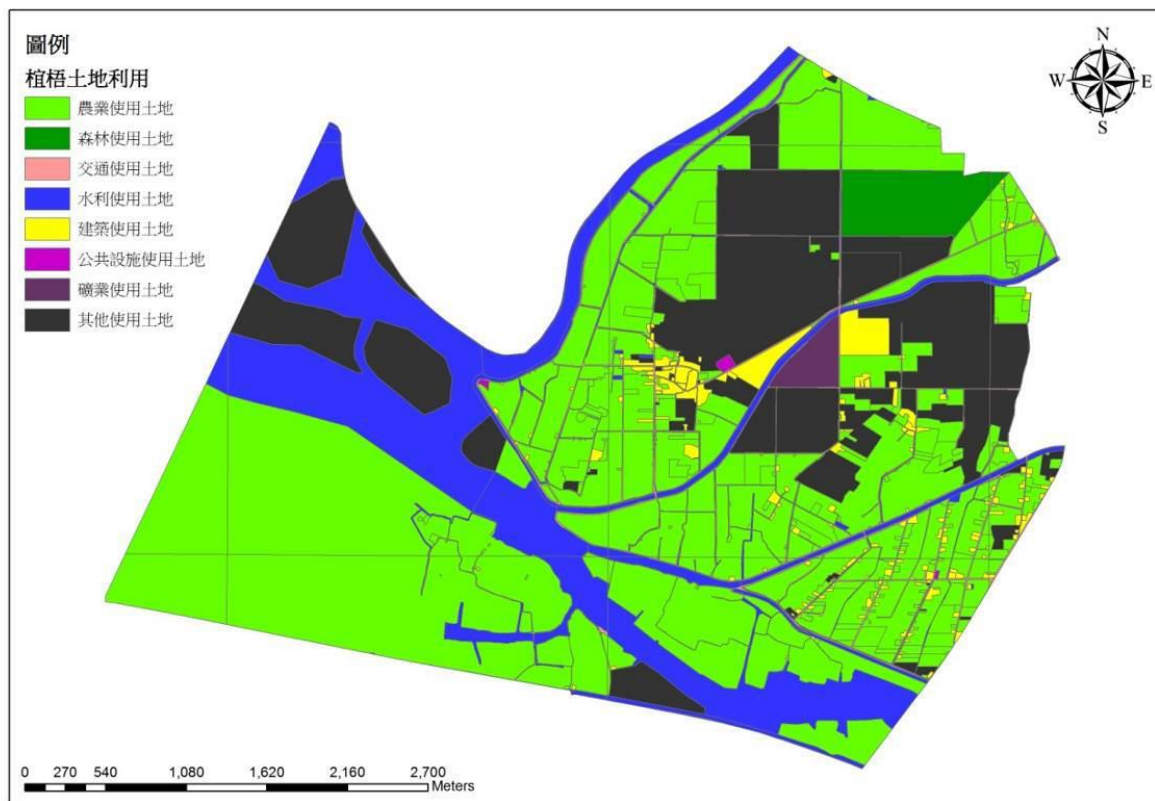 圖例
椬梧土地利用
農業使用土地
森林使用土地
交通使用土地
水利使用土地
建築使用土地
公共設施使用土地
礦業使用土地
其他使用土地
N
W E
S
0 270 540 1,080 1,620 2,160 2,700
Meters